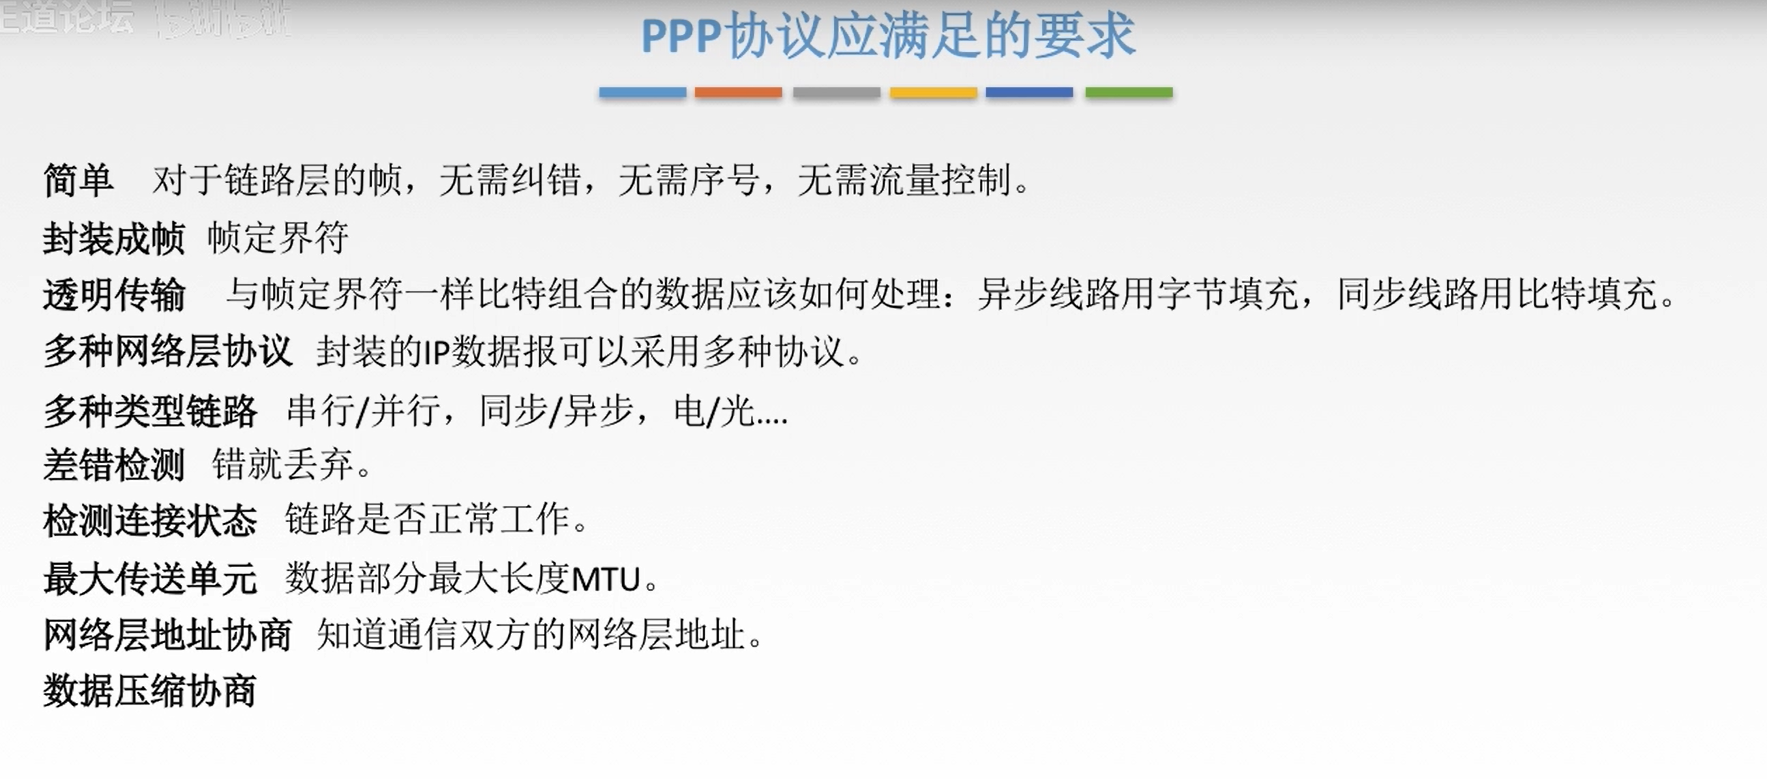 王道论坛 bilibili
PPP协议应满足的要求
简单 对于链路层的帧，无需纠错，无需序号，无需流量控制。
封装成帧 帧定界符
透明传输 与帧定界符一样比特组合的数据应该如何处理：异步线路用字节填充，同步线路用比特填充。
多种网络层协议 封装的IP数据报可以采用多种协议。
多种类型链路 串行/并行，同步/异步，电/光....
差错检测 错就丢弃。
检测连接状态 链路是否正常工作。
最大传送单元 数据部分最大长度MTU。
网络层地址协商 知道通信双方的网络层地址。
数据压缩协商